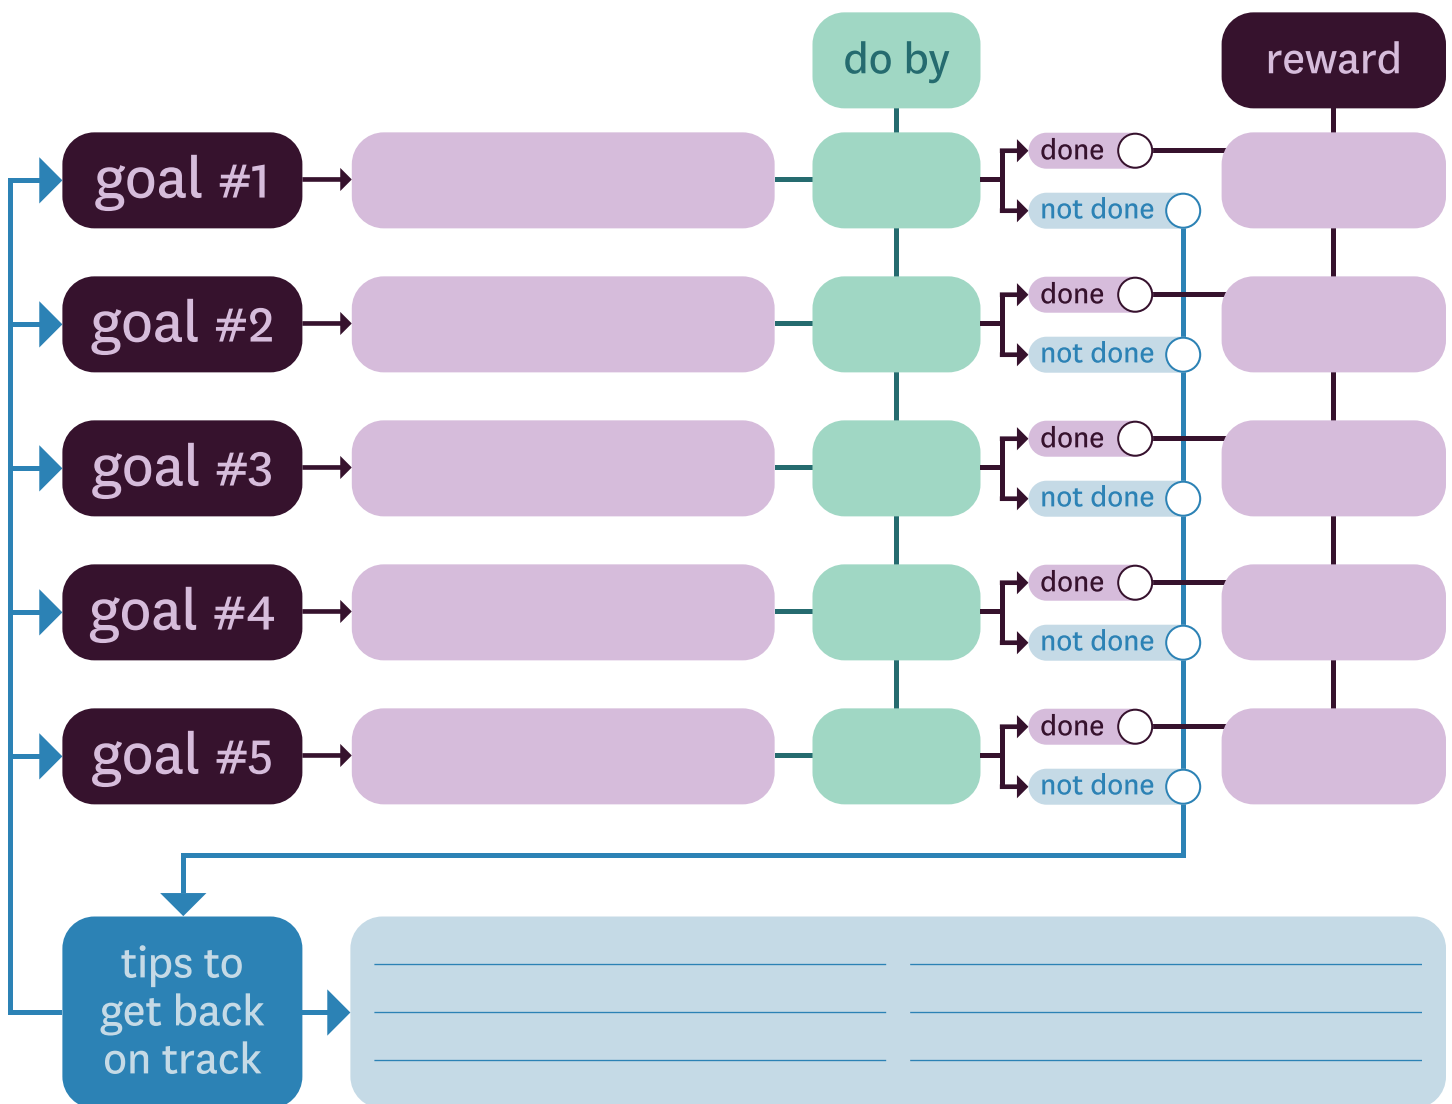 do by
reward
goal #1
done
not done
goal #2
done
not done
goal #3
done
not done
goal #4
done
not done
goal #5
done
not done
tips to
get back
on track